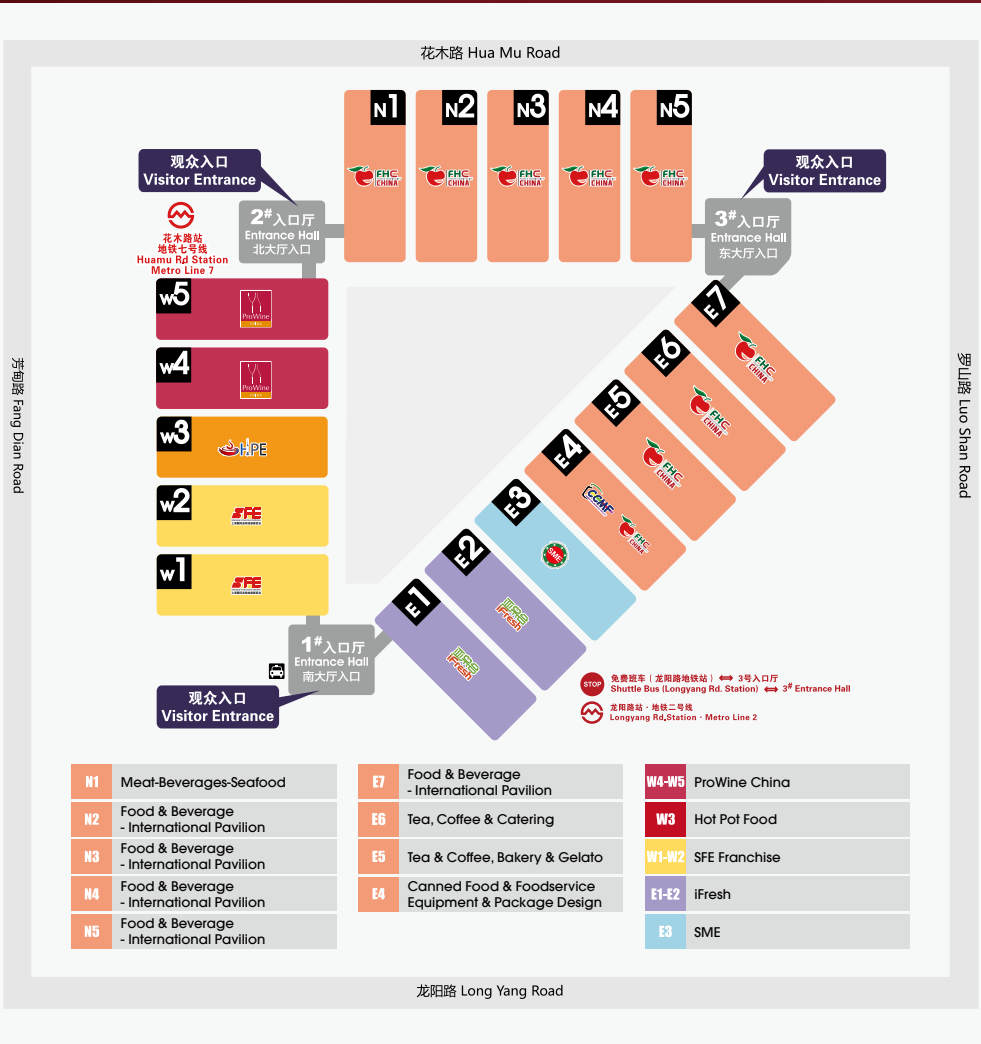 花木路 Hua Mu Road
N1
N2
N3
N4
N5
FHC
CHINA
FHC
CHINA
FHC
CHINA
FHC
CHINA
FHC
CHINA
观众入口
Visitor Entrance
观众入口
Visitor Entrance
2#入口厅
Entrance Hall
北大厅入口
3#入口厅
Entrance Hall
东大厅入口
花木路站
地铁七号线
Huamu Rd Station
Metro Line 7
W5
ProWine
W4
ProWine
W3
HPE
W2
SFE
W1
SFE
E7
FHC
CHINA
E6
FHC
CHINA
E5
FHC
CHINA
E4
CCMF
FHC
CHINA
E3
SME
E2
iFresh
E1
iFresh
芳甸路 Fang Dian Road
罗山路 Luo Shan Road
1#入口厅
Entrance Hall
南大厅入口
观众入口
Visitor Entrance
STOP
免费班车(龙阳路地铁站) ⇔ 3号入口厅
Shuttle Bus (Longyang Rd. Station) ⇔ 3# Entrance Hall
龙阳路站·地铁二号线
Longyang Rd.Station · Metro Line 2
N1 Meat-Beverages-Seafood
N2 Food & Beverage
- International Pavilion
N3 Food & Beverage
- International Pavilion
N4 Food & Beverage
- International Pavilion
N5 Food & Beverage
- International Pavilion
E7 Food & Beverage
- International Pavilion
E6 Tea, Coffee & Catering
E5 Tea & Coffee, Bakery & Gelato
E4 Canned Food & Foodservice
Equipment & Package Design
W4-W5 ProWine China
W3 Hot Pot Food
W1-W2 SFE Franchise
E1-E2 iFresh
E3 SME
龙阳路 Long Yang Road